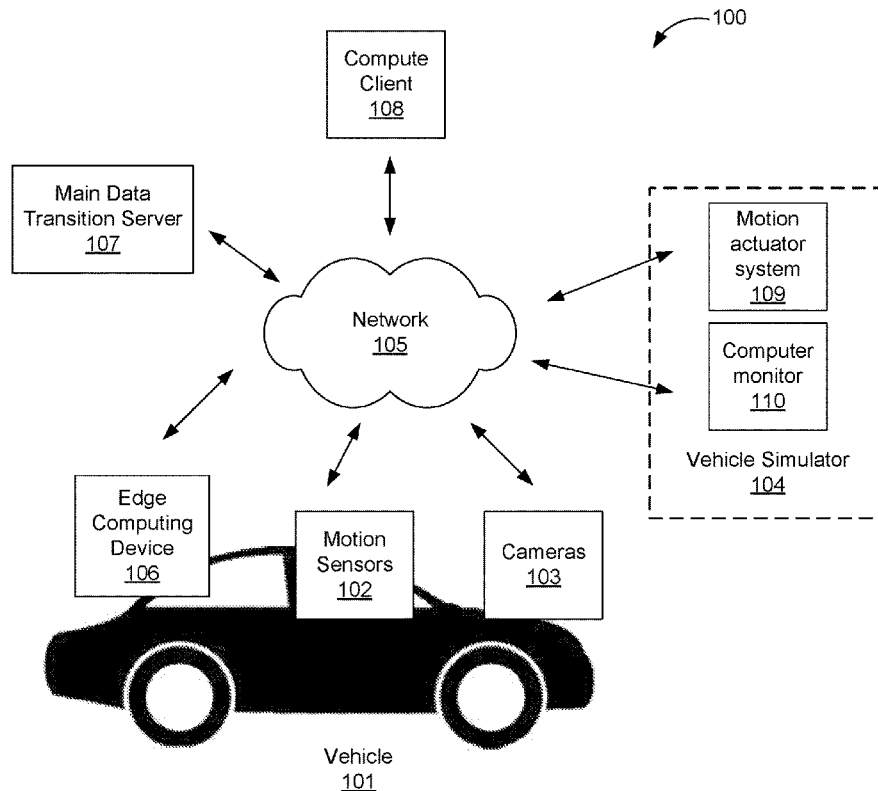 100
Compute
Client
108
Main Data
Transition Server
107
Motion
actuator
system
109
Network
105
Computer
monitor
110
Vehicle Simulator
104
Edge
Computing
Device
106
Motion
Sensors
102
Cameras
103
Vehicle
101